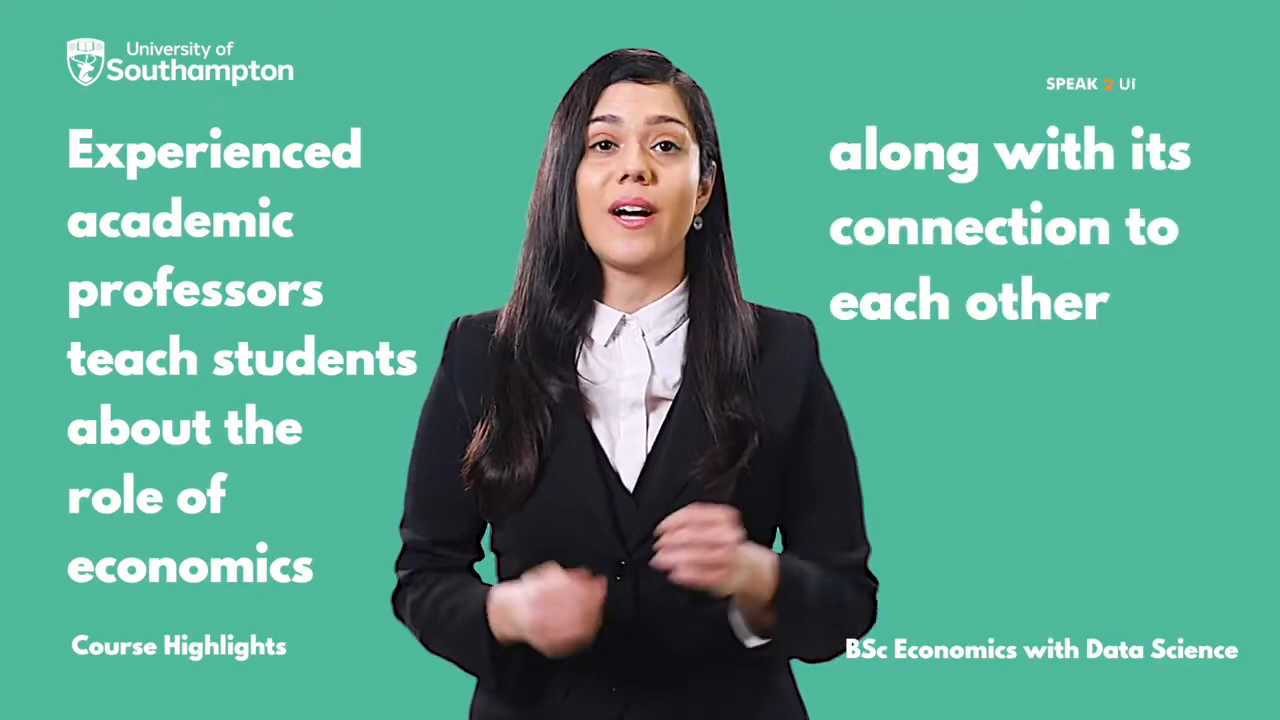 University of
Southampton
SPEAK 2 Ui
Experienced
academic
professors
teach students
about the
role of
economics
along with its
connection to
each other
Course Highlights
BSc Economics with Data Science